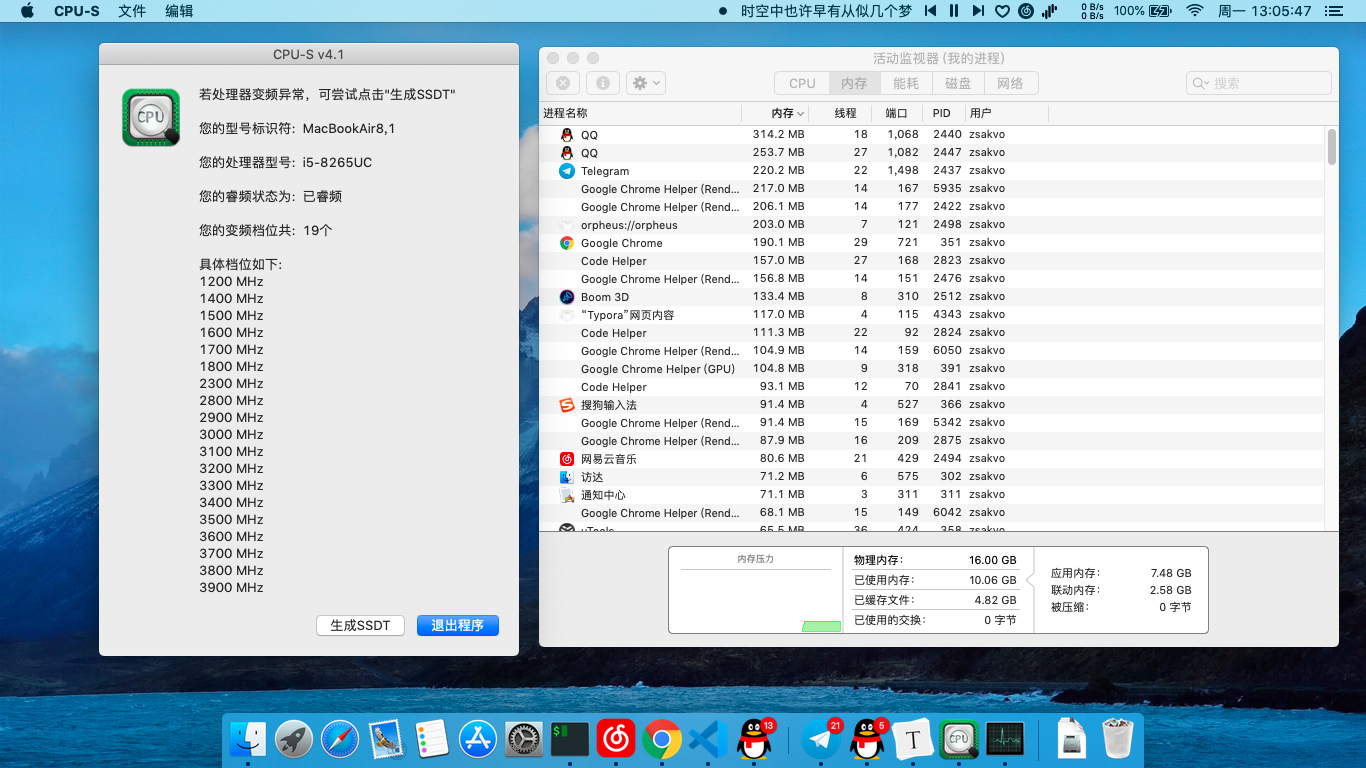 CPU-S 文件 编辑
时空中也许早有从似几个梦 0 B/s 0 B/s 100% 周一 13:05:47
CPU-S v4.1
若处理器变频异常，可尝试点击"生成SSDT"
您的型号标识符: MacBookAir8,1
您的处理器型号: i5-8265UC
您的睿频状态为: 已睿频
您的变频档位共: 19个
具体档位如下:
1200 MHz
1400 MHz
1500 MHz
1600 MHz
1700 MHz
1800 MHz
2300 MHz
2800 MHz
2900 MHz
3000 MHz
3100 MHz
3200 MHz
3300 MHz
3400 MHz
3500 MHz
3600 MHz
3700 MHz
3800 MHz
3900 MHz
生成SSDT 退出程序
活动监视器 (我的进程)
CPU 内存 能耗 磁盘 网络 搜索
进程名称 内存 线程 端口 PID 用户
QQ 314.2 MB 18 1,068 2440 zsakvo
QQ 253.7 MB 27 1,082 2447 zsakvo
Telegram 220.2 MB 22 1,498 2437 zsakvo
Google Chrome Helper (Rend... 217.0 MB 14 167 5935 zsakvo
Google Chrome Helper (Rend... 206.1 MB 14 177 2422 zsakvo
orpheus://orpheus 203.0 MB 7 121 2498 zsakvo
Google Chrome 190.1 MB 29 721 351 zsakvo
Code Helper 157.0 MB 27 168 2823 zsakvo
Google Chrome Helper (Rend... 156.8 MB 14 151 2476 zsakvo
Boom 3D 133.4 MB 8 310 2512 zsakvo
“Typora”网页内容 117.0 MB 4 115 4343 zsakvo
Code Helper 111.3 MB 22 92 2824 zsakvo
Google Chrome Helper (Rend... 104.9 MB 14 159 6050 zsakvo
Google Chrome Helper (GPU) 104.8 MB 9 318 391 zsakvo
Code Helper 93.1 MB 12 70 2841 zsakvo
搜狗输入法 91.4 MB 4 527 366 zsakvo
Google Chrome Helper (Rend... 91.4 MB 15 169 5342 zsakvo
Google Chrome Helper (Rend... 87.9 MB 16 209 2875 zsakvo
网易云音乐 80.6 MB 21 429 2494 zsakvo
访达 71.2 MB 6 575 302 zsakvo
通知中心 71.1 MB 3 311 311 zsakvo
Google Chrome Helper (Rend... 68.1 MB 15 149 6042 zsakvo
uTools 65.5 MB 36 424 358 zsakvo
内存压力
物理内存: 16.00 GB
已使用内存: 10.06 GB
已缓存文件: 4.82 GB
已使用的交换: 0 字节
应用内存: 7.48 GB
联动内存: 2.58 GB
被压缩: 0 字节
13 21 5 T CPU